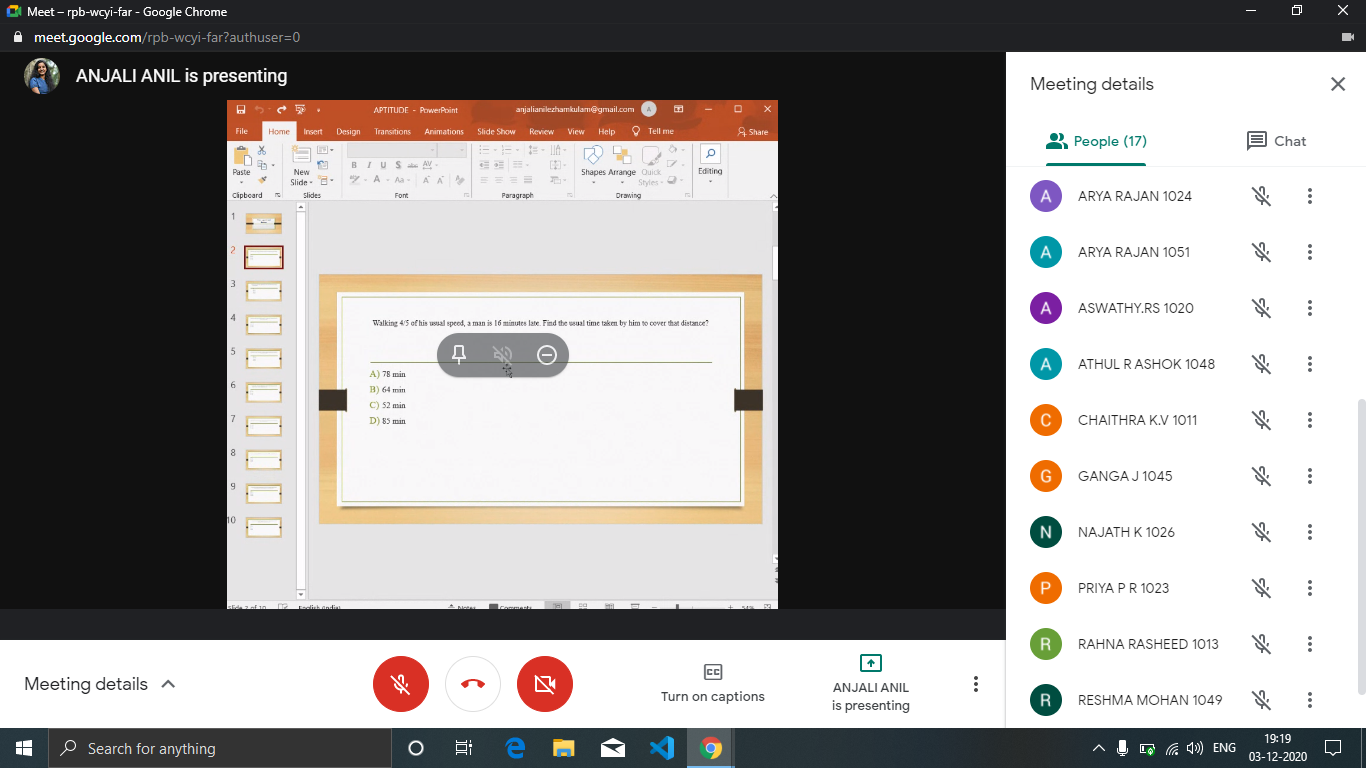 Meet – rpb-wcyi-far - Google Chrome
meet.google.com/rpb-wcyi-far?authuser=0
ANJALI ANIL is presenting
APTITUDE - PowerPoint
anjalianilezhamkulam@gmail.com
A
File Home Insert Design Transitions Animations Slide Show Review View Help Tell me Share
Paste
New
Slide
Shapes Arrange Quick
Styles
Editing
Clipboard Slides Font Paragraph Drawing
1
2
3
4
5
6
7
8
9
10
Walking 4/5 of his usual speed, a man is 16 minutes late. Find the usual time taken by him to cover that distance?
A) 78 min
B) 64 min
C) 52 min
D) 85 min
English (India)
Notes
Comments
54%
Meeting details
People (17)
Chat
A ARYA RAJAN 1024
A ARYA RAJAN 1051
A ASWATHY.RS 1020
A ATHUL R ASHOK 1048
C CHAITHRA K.V 1011
G GANGA J 1045
N NAJATH K 1026
P PRIYA P R 1023
R RAHNA RASHEED 1013
R RESHMA MOHAN 1049
Meeting details
CC
Turn on captions
ANJALI ANIL
is presenting
Search for anything
ENG
19:19
03-12-2020